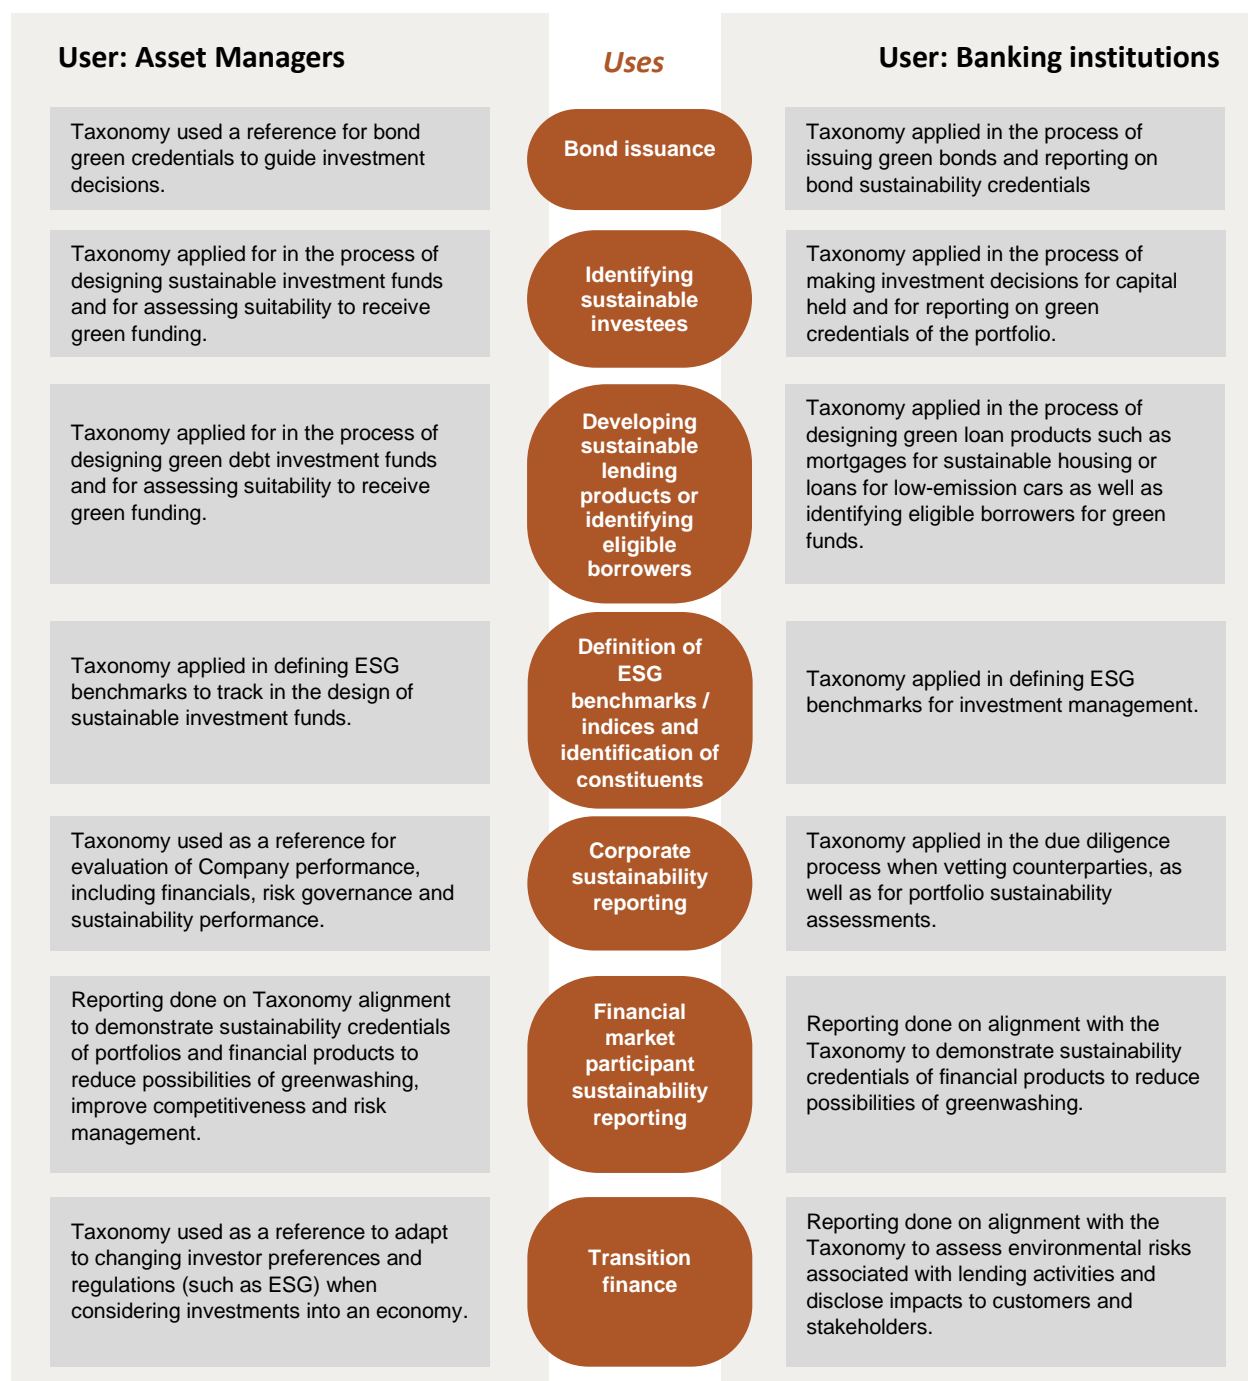 User: Asset Managers
Uses
User: Banking institutions
Taxonomy used a reference for bond
green credentials to guide investment
decisions.
Bond issuance
Taxonomy applied in the process of
issuing green bonds and reporting on
bond sustainability credentials
Taxonomy applied for in the process of
designing sustainable investment funds
and for assessing suitability to receive
green funding.
Identifying
sustainable
investees
Taxonomy applied in the process of
making investment decisions for capital
held and for reporting on green
credentials of the portfolio.
Taxonomy applied for in the process of
designing green debt investment funds
and for assessing suitability to receive
green funding.
Developing
sustainable
lending
products or
identifying
eligible
borrowers
Taxonomy applied in the process of
designing green loan products such as
mortgages for sustainable housing or
loans for low-emission cars as well as
identifying eligible borrowers for green
funds.
Taxonomy applied in defining ESG
benchmarks to track in the design of
sustainable investment funds.
Definition of
ESG
benchmarks /
indices and
identification of
constituents
Taxonomy applied in defining ESG
benchmarks for investment management.
Taxonomy used as a reference for
evaluation of Company performance,
including financials, risk governance and
sustainability performance.
Corporate
sustainability
reporting
Taxonomy applied in the due diligence
process when vetting counterparties, as
well as for portfolio sustainability
assessments.
Reporting done on Taxonomy alignment
to demonstrate sustainability credentials
of portfolios and financial products to
reduce possibilities of greenwashing,
improve competitiveness and risk
management.
Financial
market
participant
sustainability
reporting
Reporting done on alignment with the
Taxonomy to demonstrate sustainability
credentials of financial products to reduce
possibilities of greenwashing.
Taxonomy used as a reference to adapt
to changing investor preferences and
regulations (such as ESG) when
considering investments into an economy.
Transition
finance
Reporting done on alignment with the
Taxonomy to assess environmental risks
associated with lending activities and
disclose impacts to customers and
stakeholders.